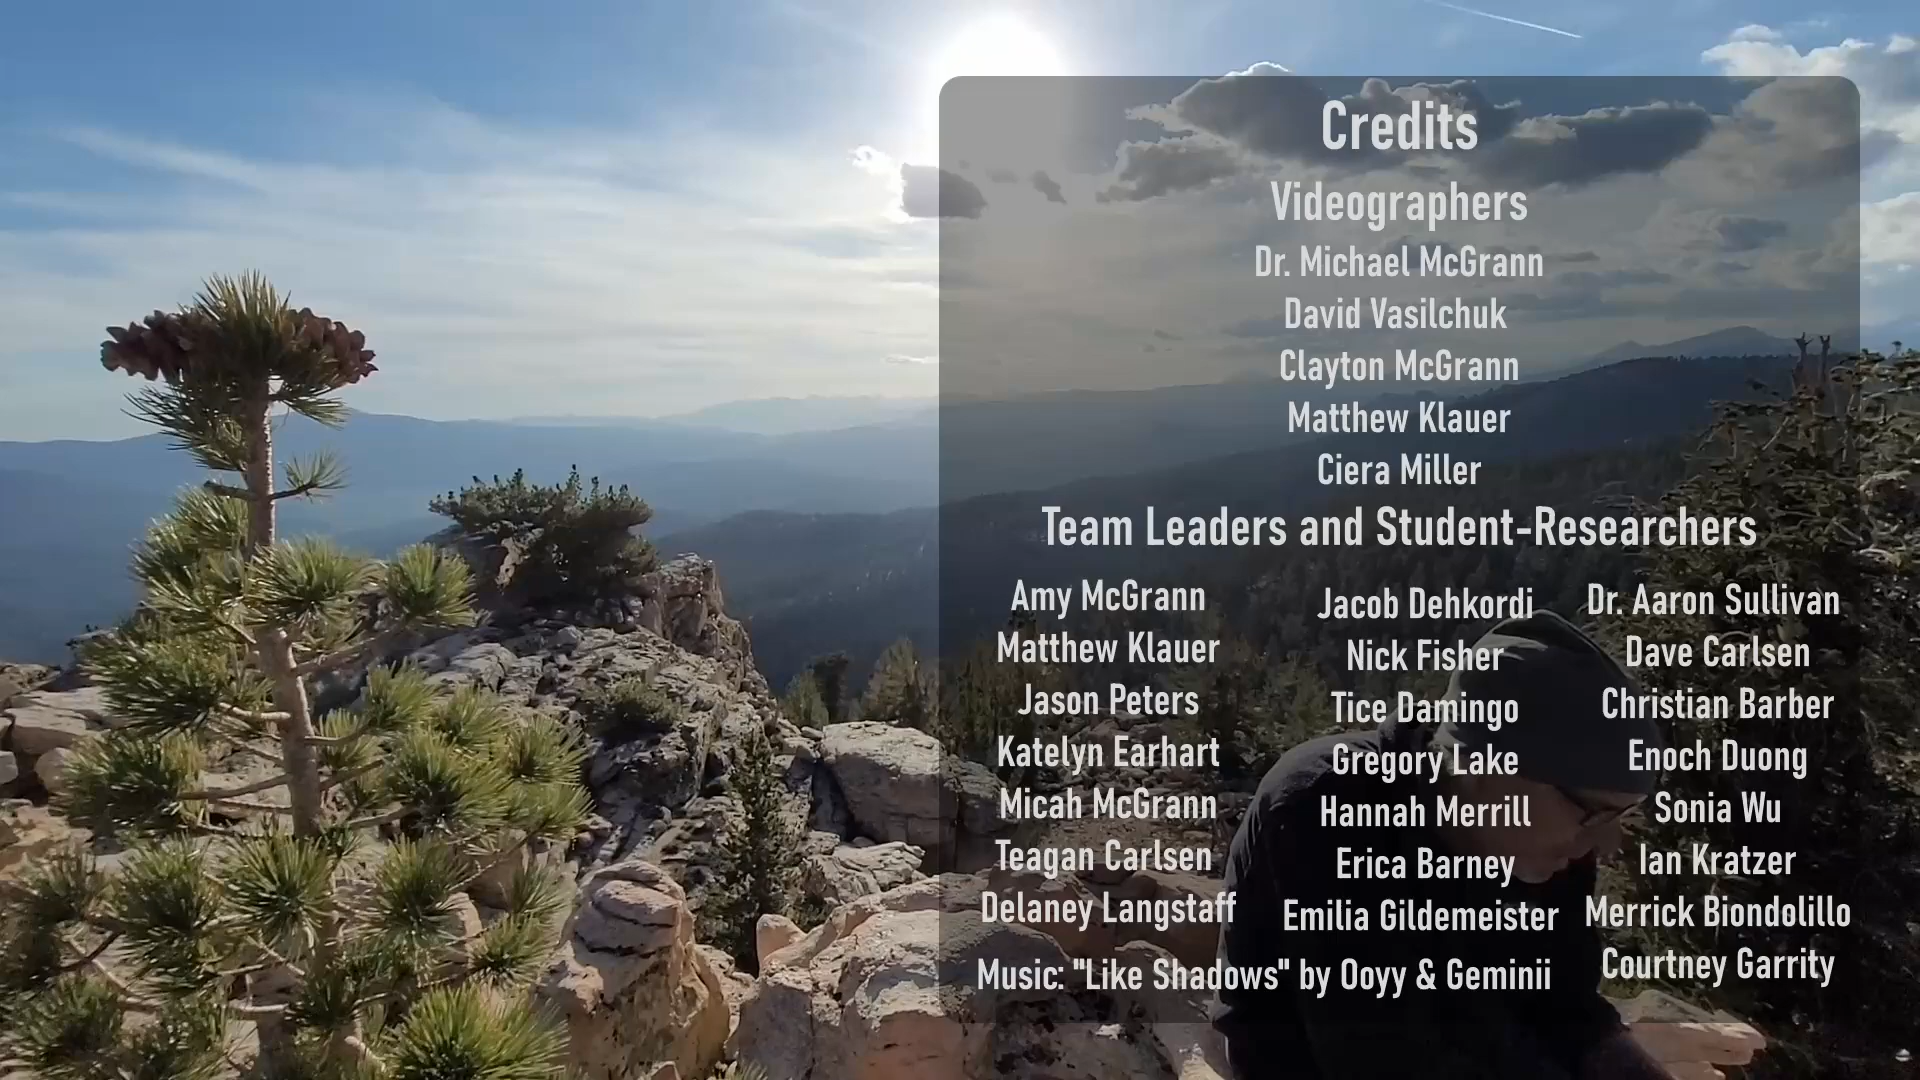 Credits
Videographers
Dr. Michael McGrann
David Vasilchuk
Clayton McGrann
Matthew Klauer
Ciera Miller
Team Leaders and Student-Researchers
Amy McGrann
Matthew Klauer
Jason Peters
Katelyn Earhart
Micah McGrann
Teagan Carlsen
Delaney Langstaff
Jacob Dehkordi
Nick Fisher
Tice Damingo
Gregory Lake
Hannah Merrill
Erica Barney
Emilia Gildemeister
Dr. Aaron Sullivan
Dave Carlsen
Christian Barber
Enoch Duong
Sonia Wu
Ian Kratzer
Merrick Biondolillo
Courtney Garrity
Music: "Like Shadows" by Ooyy & Geminii